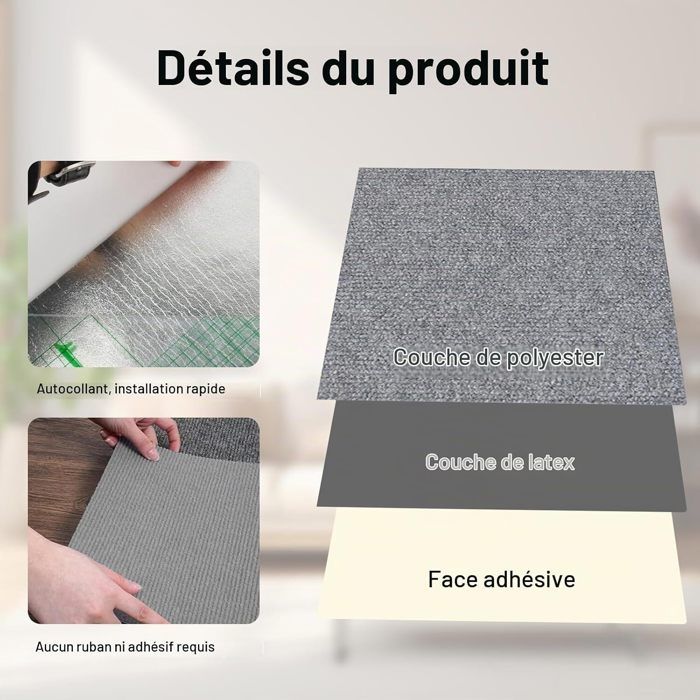 Détails du produit
Autocollant, installation rapide
Aucun ruban ni adhésif requis
Couche de polyester
Couche de latex
Face adhésive